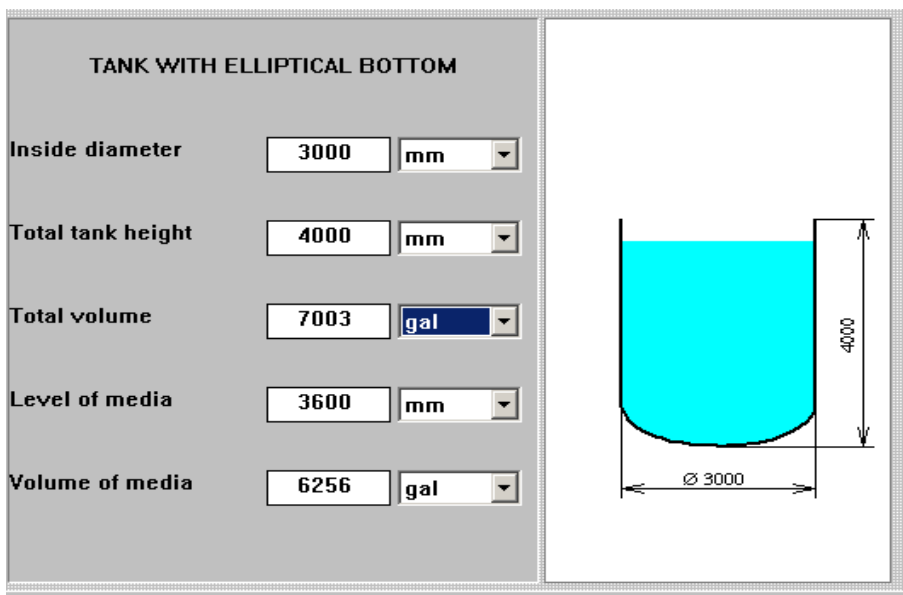 TANK WITH ELLIPTICAL BOTTOM
Inside diameter 3000 mm
Total tank height 4000 mm
Total volume 7003 gal
Level of media 3600 mm
Volume of media 6256 gal
4000
Ø 3000